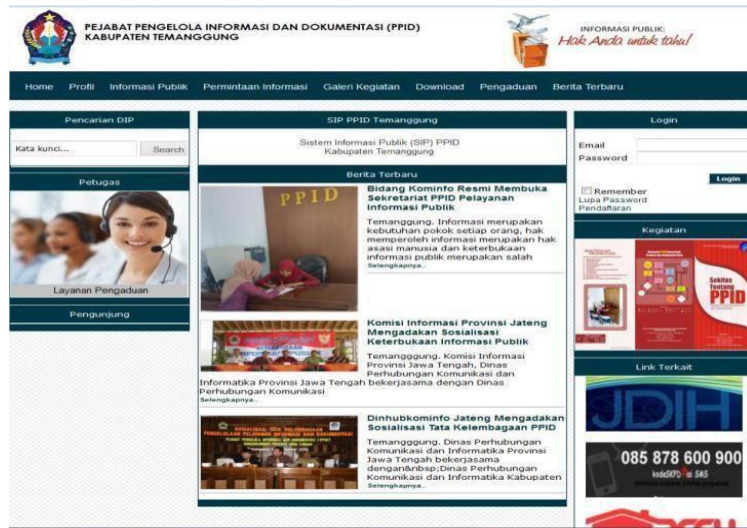 PEJABAT PENGELOLA INFORMASI DAN DOKUMENTASI (PPID)
KABUPATEN TEMANGGUNG
INFORMASI PUBLIK:
Hak Anda untuk tahu!
Home Profil Informasi Publik Permintaan Informasi Galeri Kegiatan Download Pengaduan Berita Terbaru
Pencarian DIP
Kata kunci...
Search
Petugas
Layanan Pengaduan
Pengunjung
SIP PPID Temanggung
Sistem Informasi Publik (SIP) PPID
Kabupaten Temanggung
Berita Terbaru
PPID
Bidang Kominfo Resmi Membuka
Sekretariat PPID Pelayanan
Informasi Publik
Temanggung. Informasi merupakan
kebutuhan pokok setiap orang, hak
memperoleh informasi merupakan hak
asasi manusia dan keterbukaan
informasi publik merupakan salah
Selengkapnya..
Komisi Informasi Provinsi Jateng
Mengadakan Sosialisasi
Keterbukaan Informasi Publik
Temangggung. Komisi Informasi
Provinsi Jawa Tengah, Dinas
Perhubungan Komunikasi dan
Informatika Provinsi Jawa Tengah bekerjasama dengan Dinas
Perhubungan Komunikasi
Selengkapnya..
Dinhubkominfo Jateng Mengadakan
Sosialisasi Tata Kelembagaan PPID
Temangggung. Dinas Perhubungan
Komunikasi dan Informatika Provinsi
Jawa Tengah bekerjasama
dengan&nbsp;Dinas Perhubungan
Komunikasi dan Informatika Kabupaten
Selengkapnya..
Login
Email
Password
Login
Remember
Lupa Password
Pendaftaran
Kegiatan
Sekilas
Tentang
PPID
Link Terkait
JDIH
085 878 600 900